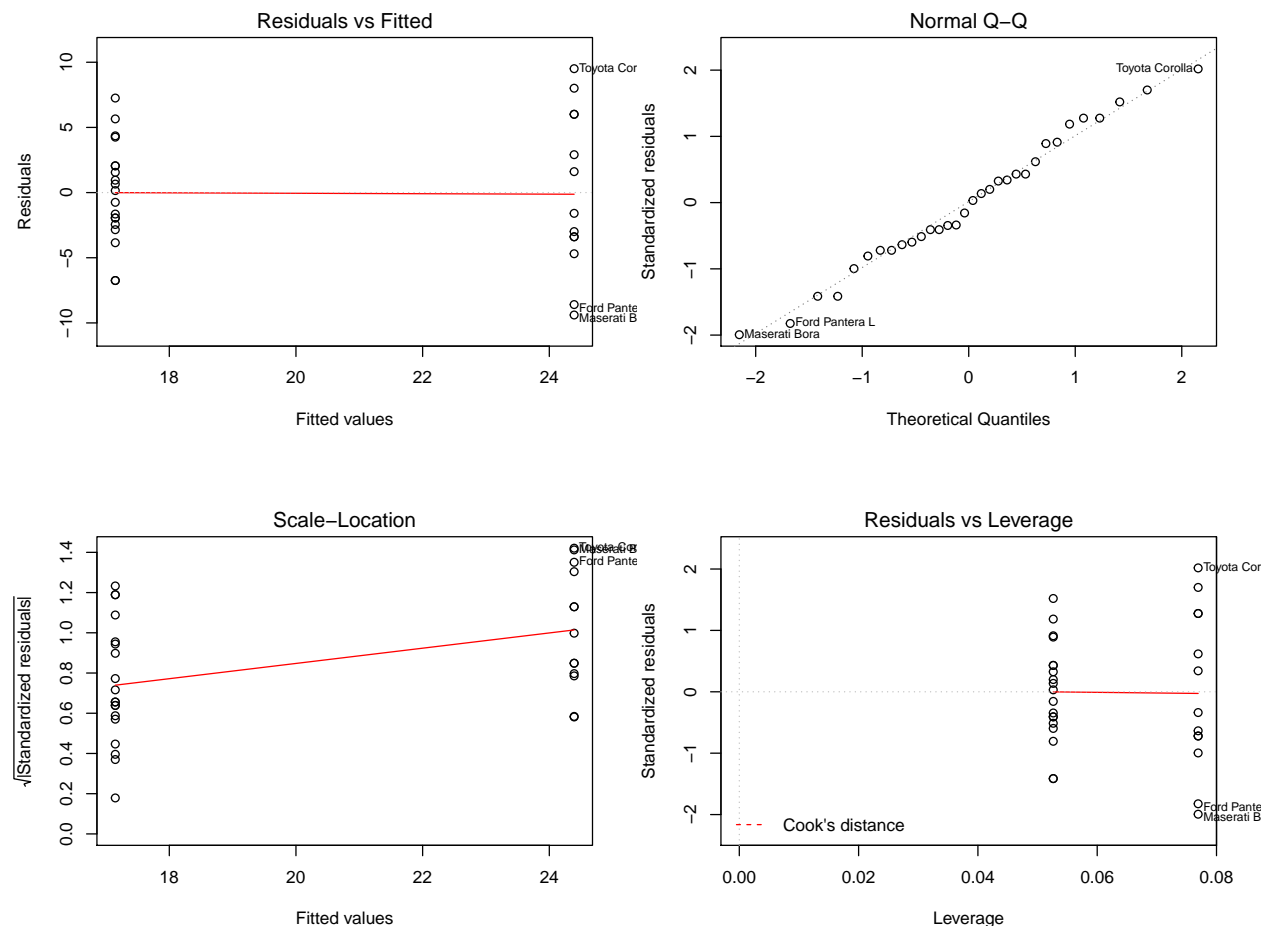 Residuals vs Fitted
Residuals
10
5
0
−5
−10
Toyota Cor
Ford Pante
Maserati B
18 20 22 24
Fitted values
Normal Q−Q
Standardized residuals
2
1
0
−1
−2
Toyota Corolla
Ford Pantera L
Maserati Bora
−2 −1 0 1 2
Theoretical Quantiles
Scale−Location
√|Standardized residuals|
1.4
1.2
1.0
0.8
0.6
0.4
0.2
0.0
Toyota Cor
Maserati B
Ford Pante
18 20 22 24
Fitted values
Residuals vs Leverage
Standardized residuals
2
1
0
−1
−2
Toyota Cor
Ford Pante
Maserati B
Cook's distance
0.00 0.02 0.04 0.06 0.08
Leverage